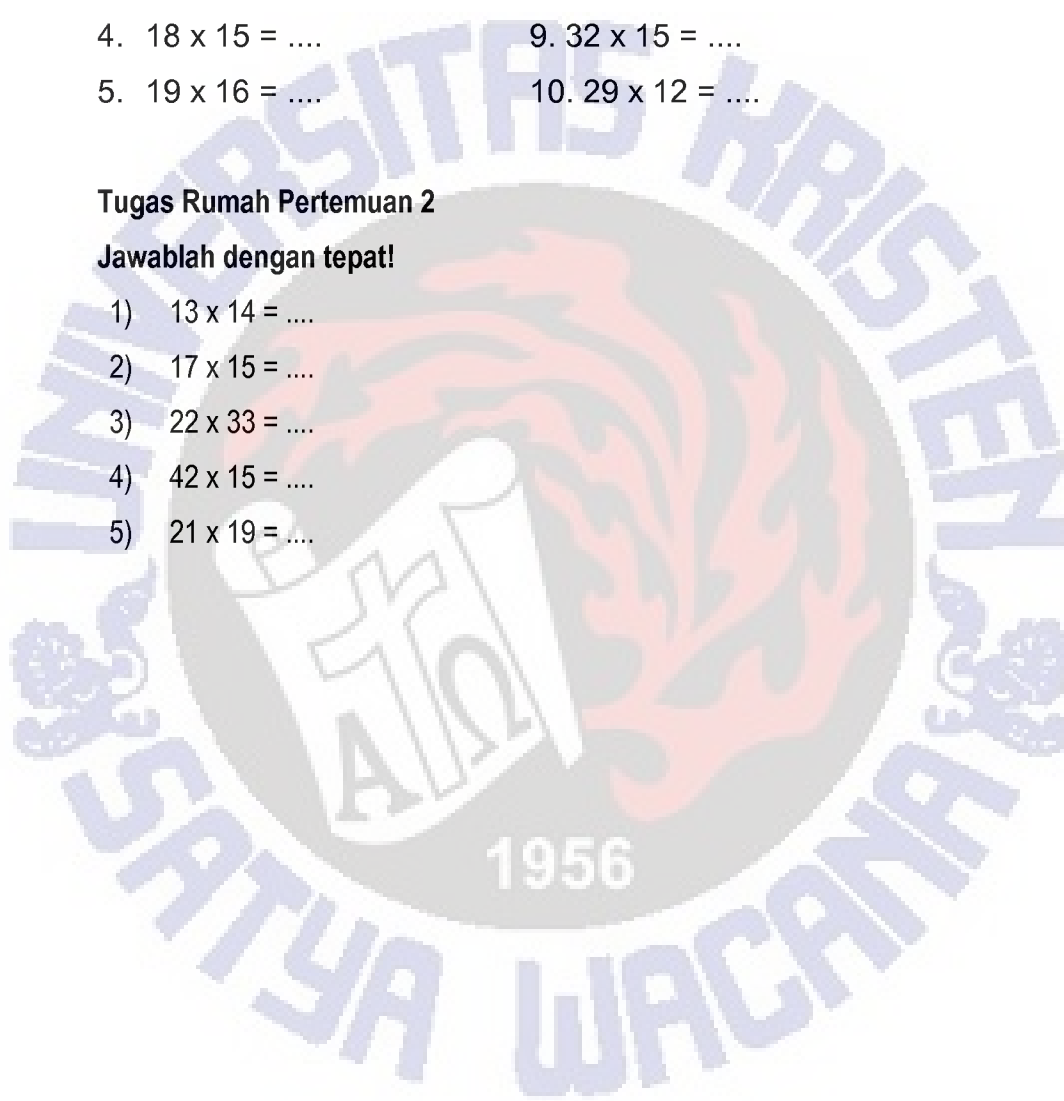 4. 18 x 15 = .... 9. 32 x 15 = ....
5. 19 x 16 = .... 10. 29 x 12 = ....
Tugas Rumah Pertemuan 2
Jawablah dengan tepat!
1) 13 x 14 = ....
2) 17 x 15 = ....
3) 22 x 33 = ....
4) 42 x 15 = ....
5) 21 x 19 = ....
UNIVERSITAS KRISTEN
SATYA WACANA
Α Ω
1956